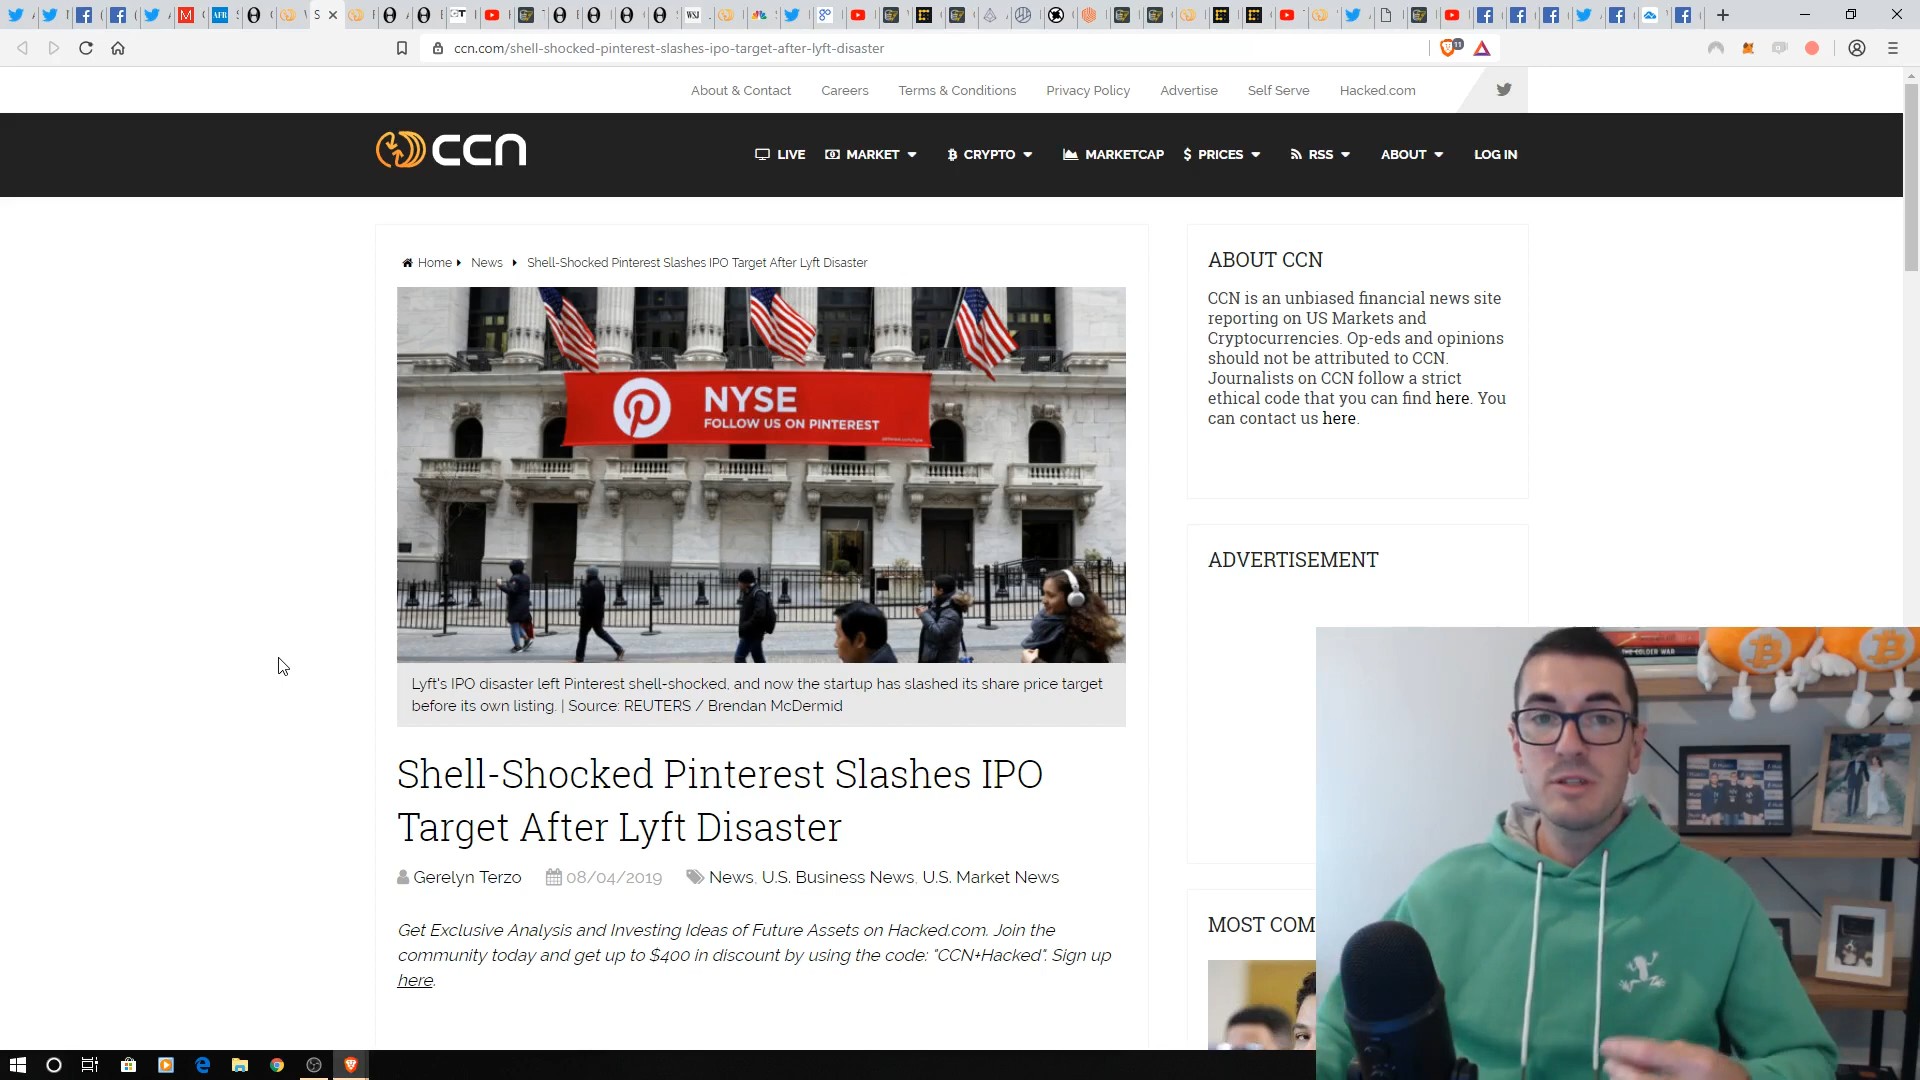 ccn.com/shell-shocked-pinterest-slashes-ipo-target-after-lyft-disaster
11
About & Contact
Careers
Terms & Conditions
Privacy Policy
Advertise
Self Serve
Hacked.com
ccn
LIVE
MARKET
CRYPTO
MARKETCAP
$ PRICES
RSS
ABOUT
LOG IN
Home
News
Shell-Shocked Pinterest Slashes IPO Target After Lyft Disaster
NYSE
FOLLOW US ON PINTEREST
Lyft's IPO disaster left Pinterest shell-shocked, and now the startup has slashed its share price target
before its own listing. | Source: REUTERS / Brendan McDermid
Shell-Shocked Pinterest Slashes IPO
Target After Lyft Disaster
Gerelyn Terzo
08/04/2019
News, U.S. Business News, U.S. Market News
Get Exclusive Analysis and Investing Ideas of Future Assets on Hacked.com. Join the
community today and get up to $400 in discount by using the code: "CCN+Hacked". Sign up
here.
ABOUT CCN
CCN is an unbiased financial news site
reporting on US Markets and
Cryptocurrencies. Op-eds and opinions
should not be attributed to CCN.
Journalists on CCN follow a strict
ethical code that you can find here. You
can contact us here.
ADVERTISEMENT
MOST COM
THE COLDER WAR